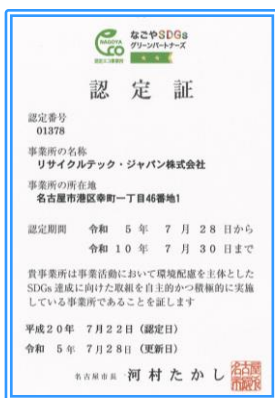 NAGOYA
eco
認定エコ事業所
なごやSDGs
グリーンパートナーズ
認定証
認定番号
01378
事業所の名称
リサイクルテック・ジャパン株式会社
事業所の所在地
名古屋市港区幸町一丁目46番地1
認定期間 令和 5年 7月28日から
令和10年 7月30日まで
貴事業所は事業活動において環境配慮を主体とした
SDGs達成に向けた取組を自主的かつ積極的に実施
している事業所であることを証します
平成20年 7月22日（認定日）
令和 5年 7月28日（更新日）
名古屋市長 河村たかし